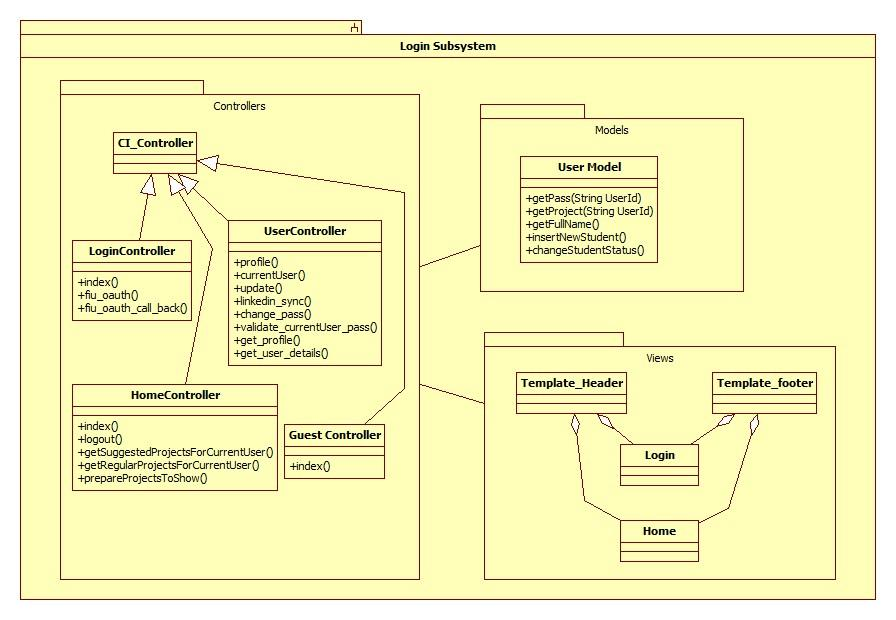 Login Subsystem
Controllers
CI_Controller
LoginController
+index()
+fiu_oauth()
+fiu_oauth_call_back()
UserController
+profile()
+currentUser()
+update()
+linkedin_sync()
+change_pass()
+validate_currentUser_pass()
+get_profile()
+get_user_details()
HomeController
+index()
+logout()
+getSuggestedProjectsForCurrentUser()
+getRegularProjectsForCurrentUser()
+prepareProjectsToShow()
Guest Controller
+index()
Models
User Model
+getPass(String UserId)
+getProject(String UserId)
+getFullName()
+insertNewStudent()
+changeStudentStatus()
Views
Template_Header
Template_footer
Login
Home